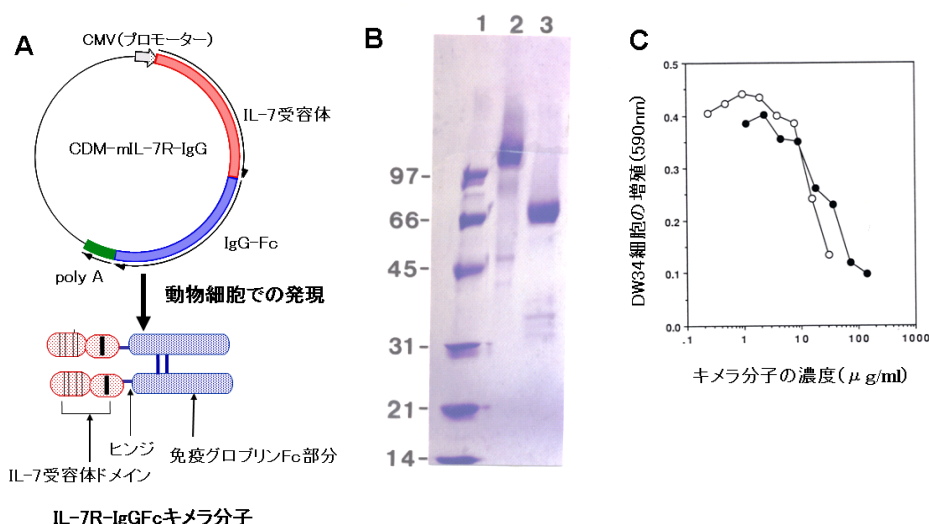 A
CMV(プロモーター)
IL-7受容体
CDM-mIL-7R-IgG
IgG-Fc
poly A
動物細胞での発現
ヒンジ
免疫グロブリンFc部分
IL-7受容体ドメイン
IL-7R-IgGFcキメラ分子
B
1 2 3
97-
66-
45-
31-
21-
14-
C
DW34細胞の増殖(590nm)
0.5
0.4
0.3
0.2
0.1
0.0
.1 1 10 100 1000
キメラ分子の濃度(μg/ml)